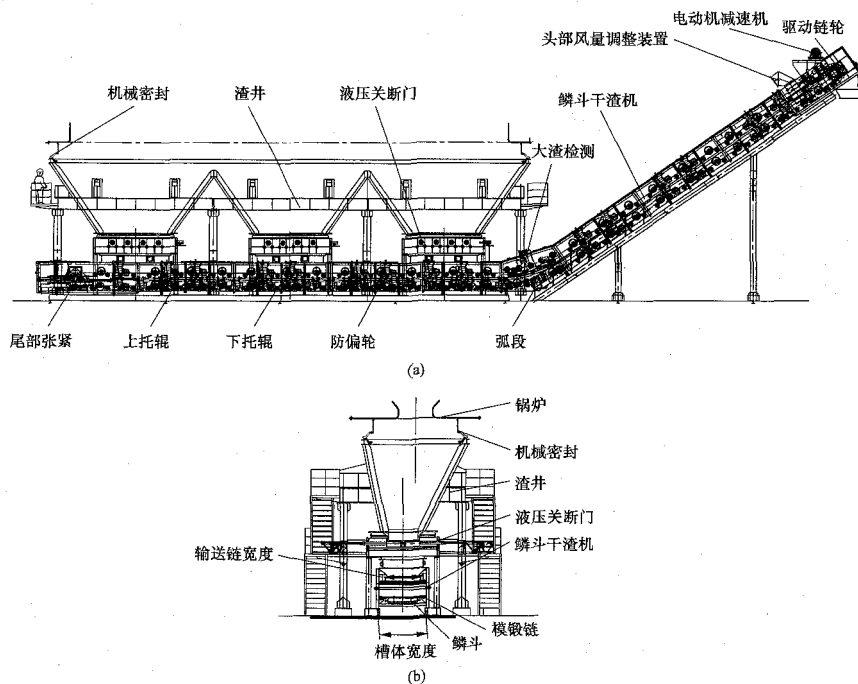 电动机减速机
头部风量调整装置
驱动链轮
机械密封
渣井
液压关断门
鳞斗干渣机
大渣检测
尾部张紧
上托辊
下托辊
防偏轮
弧段
(a)
锅炉
机械密封
渣井
液压关断门
鳞斗干渣机
输送链宽度
模锻链
鳞斗
槽体宽度
(b)